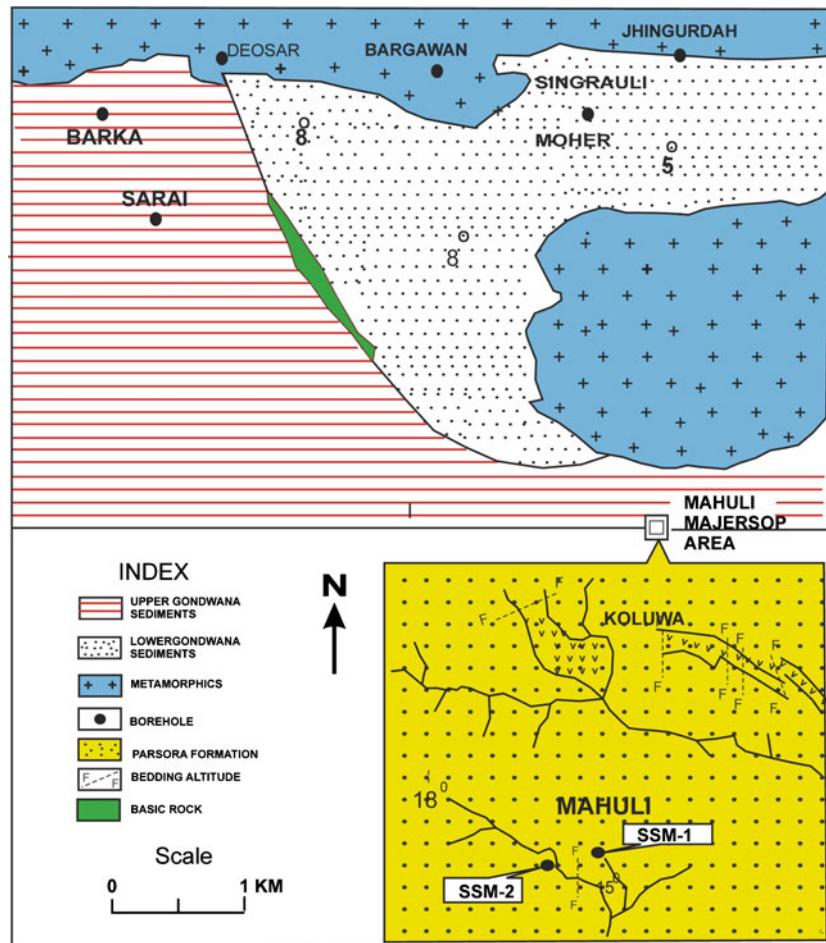 JHINGURDAH
DEOSAR
BARGAWAN
SINGRAULI
BARKA
8
MOHER
5
SARAI
8
MAHULI
MAJERSOP
AREA
INDEX
UPPER GONDWANA
SEDIMENTS
LOWERGONDWANA
SEDIMENTS
METAMORPHICS
BOREHOLE
PARSORA FORMATION
F F
BEDDING ALTITUDE
BASIC ROCK
Scale
0 1 KM
N
F
F
KOLUWA
F
F
F
F
F
F
F
F
18 0
MAHULI
SSM-1
F
SSM-2
15 0
F